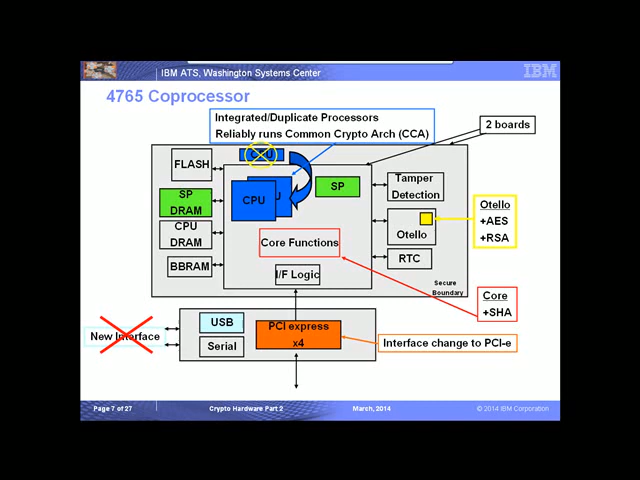 IBM ATS, Washington Systems Center
IBM
4765 Coprocessor
Integrated/Duplicate Processors
Reliably runs Common Crypto Arch (CCA)
2 boards
FLASH
CPU
SP
DRAM
CPU
DRAM
BBRAM
CPU
U
SP
Core Functions
I/F Logic
Tamper
Detection
Otello
RTC
Secure
Boundary
Otello
+AES
+RSA
Core
+SHA
New Interface
USB
Serial
PCI express
x4
Interface change to PCI-e
Page 7 of 27
Crypto Hardware Part 2
March, 2014
© 2014 IBM Corporation